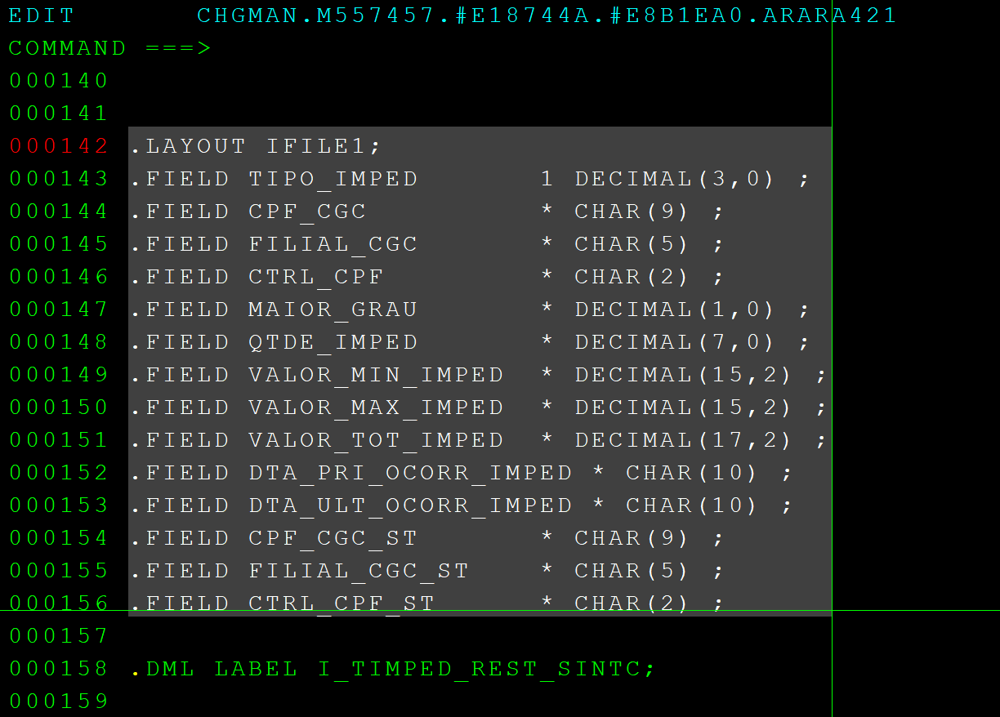 EDIT       CHGMAN.M557457.#E18744A.#E8B1EA0.ARARA421
COMMAND ===>
000140
000141
000142 .LAYOUT IFILE1;
000143 .FIELD TIPO_IMPED       1 DECIMAL(3,0) ;
000144 .FIELD CPF_CGC          * CHAR(9) ;
000145 .FIELD FILIAL_CGC       * CHAR(5) ;
000146 .FIELD CTRL_CPF         * CHAR(2) ;
000147 .FIELD MAIOR_GRAU       * DECIMAL(1,0) ;
000148 .FIELD QTDE_IMPED       * DECIMAL(7,0) ;
000149 .FIELD VALOR_MIN_IMPED  * DECIMAL(15,2) ;
000150 .FIELD VALOR_MAX_IMPED  * DECIMAL(15,2) ;
000151 .FIELD VALOR_TOT_IMPED  * DECIMAL(17,2) ;
000152 .FIELD DTA_PRI_OCORR_IMPED * CHAR(10) ;
000153 .FIELD DTA_ULT_OCORR_IMPED * CHAR(10) ;
000154 .FIELD CPF_CGC_ST       * CHAR(9) ;
000155 .FIELD FILIAL_CGC_ST    * CHAR(5) ;
000156 .FIELD CTRL_CPF_ST      * CHAR(2) ;
000157
000158 .DML LABEL I_TIMPED_REST_SINTC;
000159